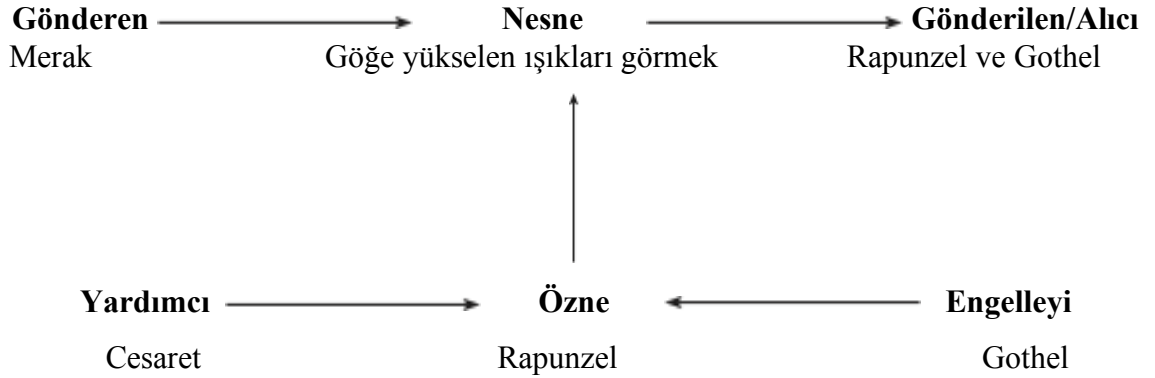 Gönderen Nesne Gönderilen/Alıcı
Merak Göğe yükselen ışıkları görmek Rapunzel ve Gothel
Yardımcı Özne Engelleyi
Cesaret Rapunzel Gothel